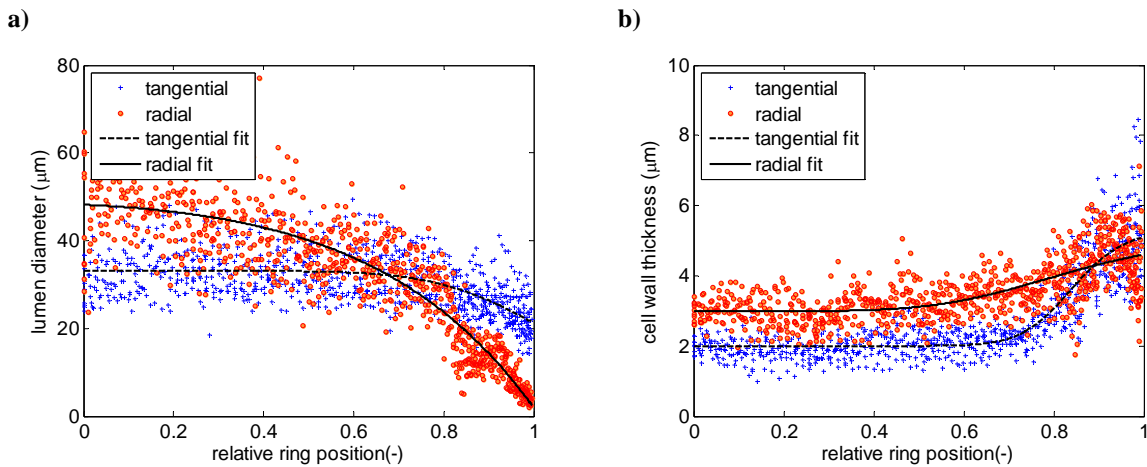 a)
80
60
40
20
0
lumen diameter (μm)
tangential
radial
tangential fit
radial fit
0 0.2 0.4 0.6 0.8 1
relative ring position(-)
b)
10
8
6
4
2
0
cell wall thickness (μm)
tangential
radial
tangential fit
radial fit
0 0.2 0.4 0.6 0.8 1
relative ring position(-)